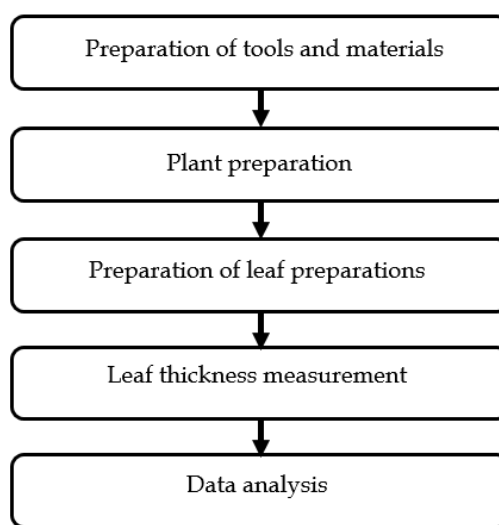 Preparation of tools and materials
Plant preparation
Preparation of leaf preparations
Leaf thickness measurement
Data analysis